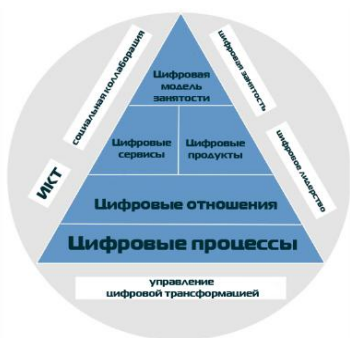 социальная коллаборация
цифровая занятость
Цифровая
модель
занятости
Цифровые
сервисы
Цифровые
продукты
ИКТ
цифровое лидерство
Цифровые отношения
Цифровые процессы
управление
цифровой трансформацией